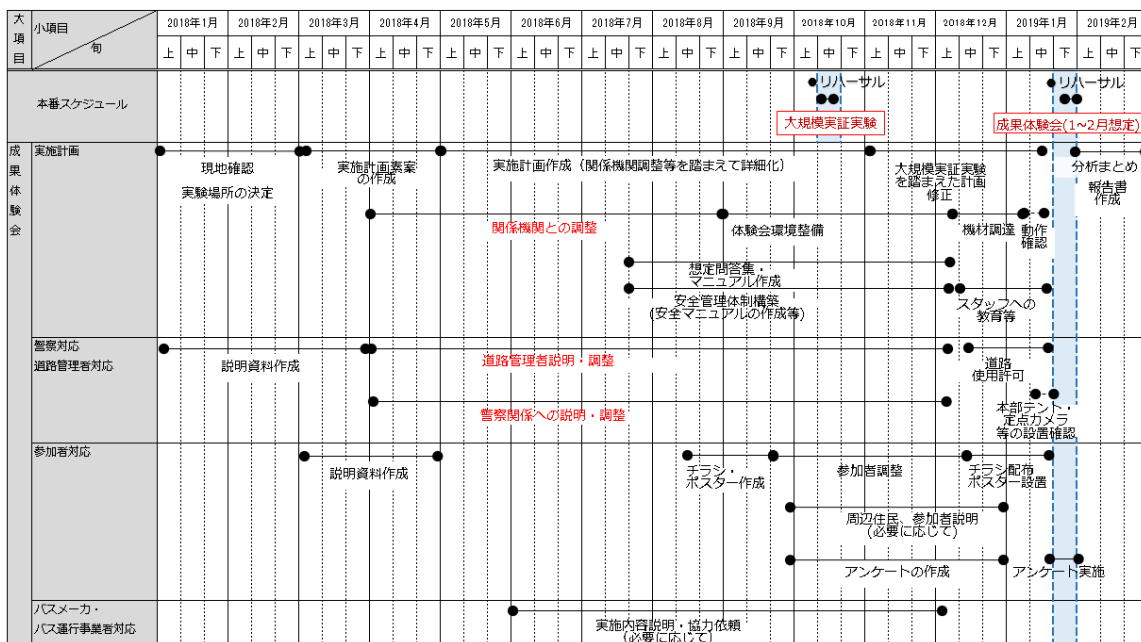 大項目
小項目
旬
2018年1月 2018年2月 2018年3月 2018年4月 2018年5月 2018年6月 2018年7月 2018年8月 2018年10月 2018年11月 2018年12月 2019年1月 2019年2月
上 中 下 上 中 下 上 中 下 上 中 下 上 中 下 上 中 下 上 中 下 上 中 下 上 中 下 上 中 下 上 中 下 上 中 下 上 中
本番スケジュール
リハーサル
リハーサル
大規模実証実験
成果体験会(1~2月想定)
成果体験会
実施計画
現地確認
実験場所の決定
実施計画素案
の作成
実施計画作成（関係機関調整等を踏まえて詳細化）
大規模実証実験
を踏まえた計画
修正
分析まとめ
報告書
作成
関係機関との調整
体験会環境整備
機材調達
動作
確認
想定問答集・
マニュアル作成
安全管理体制構築
(安全マニュアルの作成等)
スタッフへの
教育等
警察対応
道路管理者対応
説明資料作成
道路管理者説明・調整
道路
使用許可
警察関係への説明・調整
本部テント・
定点カメラ
等の設置確認
参加者対応
説明資料作成
チラシ・
ポスター作成
参加者調整
チラシ配布
ポスター設置
周辺住民、参加者説明
(必要に応じて)
アンケートの作成
アンケート実施
バスメーカ・
バス運行事業者対応
実施内容説明・協力依頼
(必要に応じて)